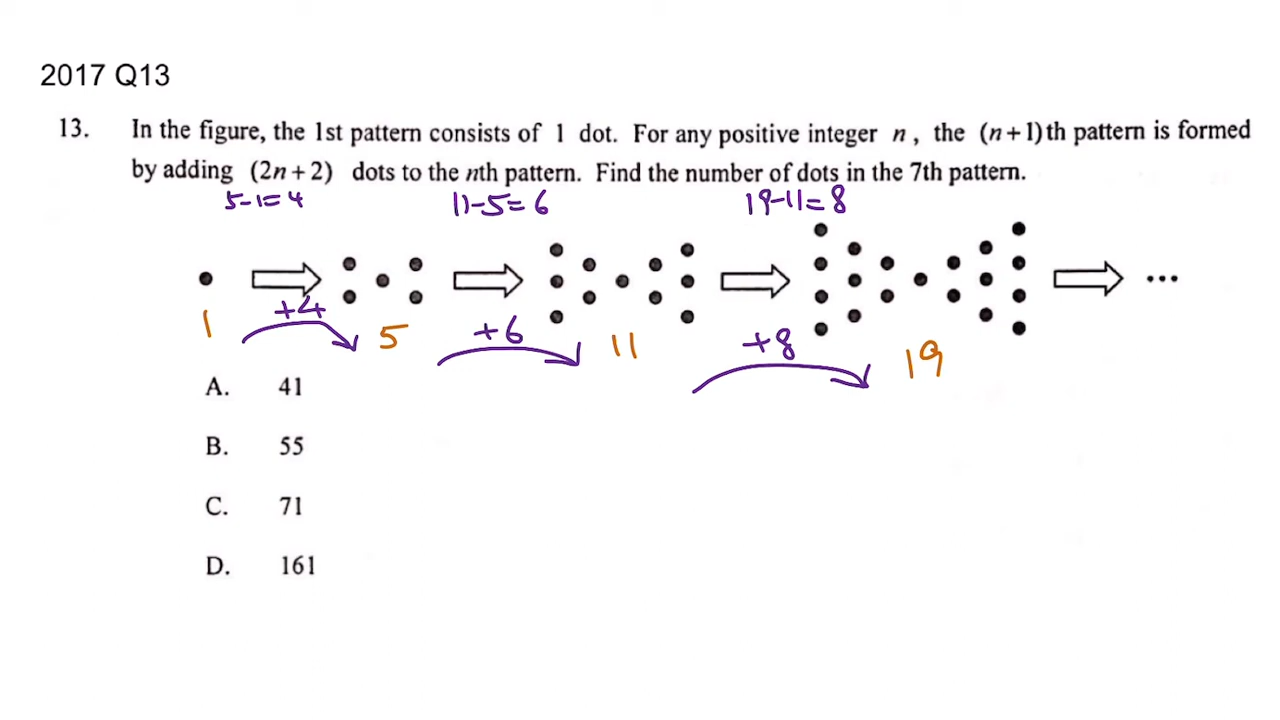 2017 Q13
13. In the figure, the 1st pattern consists of 1 dot. For any positive integer n, the (n+1)th pattern is formed
by adding (2n+2) dots to the nth pattern. Find the number of dots in the 7th pattern.
5-1=4 11-5=6 19-11=8
...
+4 +6 +8
1 5 11 19
A. 41
B. 55
C. 71
D. 161